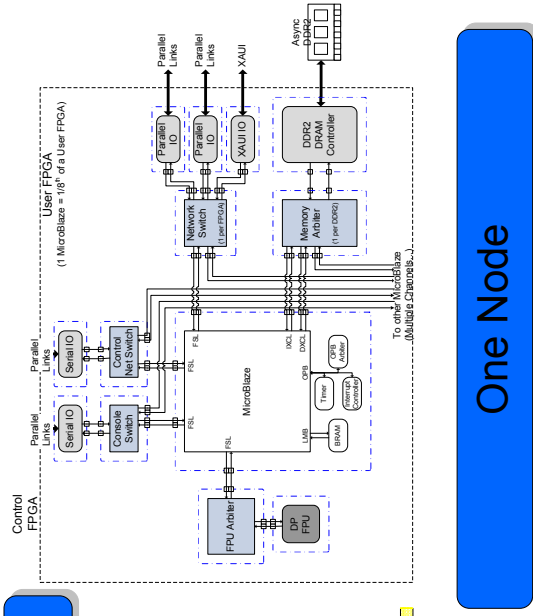 Control
FPGA
Parallel
Links
Parallel
Links
User FPGA
(1 MicroBlaze = 1/8th of a User FPGA)
Serial IO
Serial IO
Console
Switch
Control
Net Switch
Parallel
IO
Parallel
Links
Parallel
IO
Parallel
Links
XAUI IO
XAUI
Network
Switch
(1 per FPGA)
FSL
FSL
FSL
FSL
FPU Arbiter
DP
FPU
MicroBlaze
LMB
OPB
IXCL
DXCL
BRAM
Timer
Interrupt
Controller
OPB
Arbiter
Memory
Arbiter
(1 per DDR2)
DDR2
DRAM
Controller
Async
DDR2
To other MicroBlaze
(Multiple Channels...)
One Node